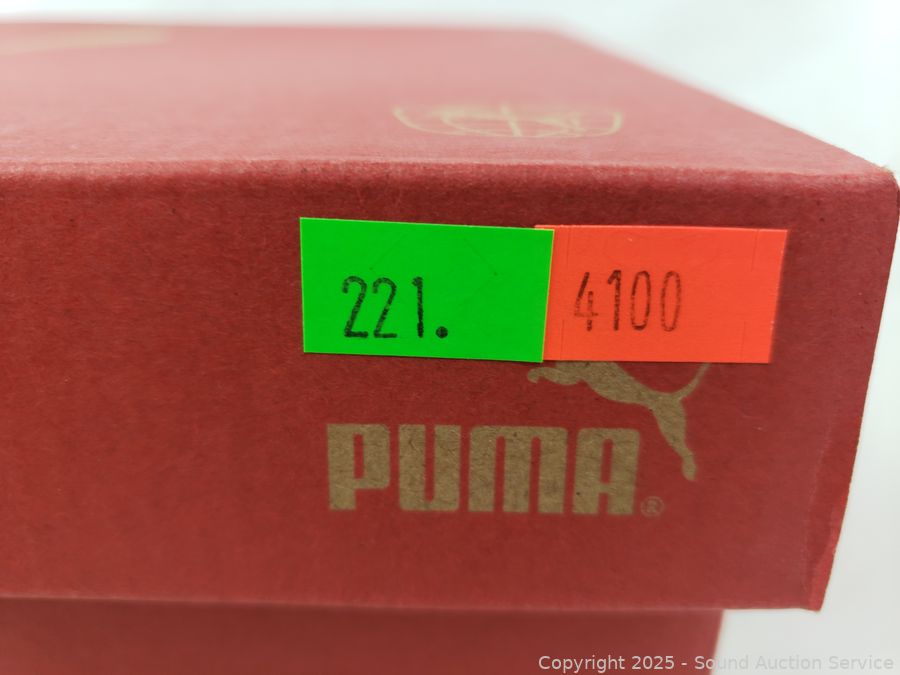 221.
4100
PUMA®
Copyright 2025 - Sound Auction Service